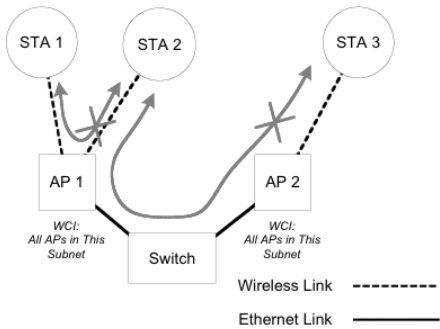 STA 1
STA 2
STA 3
AP 1
AP 2
WCI:
All APs in This
Subnet
WCI:
All APs in This
Subnet
Switch
Wireless Link
Ethernet Link